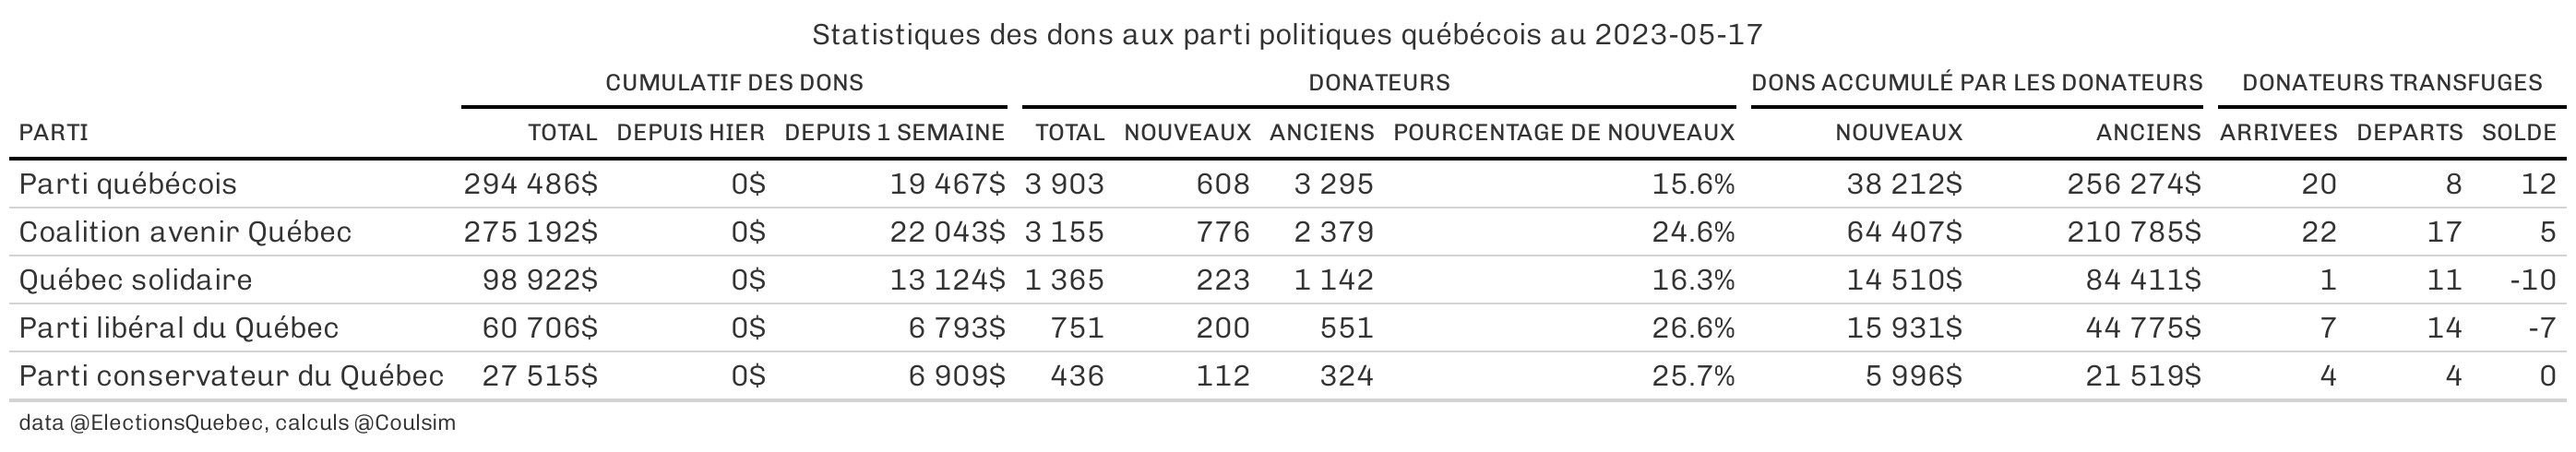 Statistiques des dons aux parti politiques québécois au 2023-05-17
CUMULATIF DES DONS DONATEURS DONS ACCUMULÉ PAR LES DONATEURS DONATEURS TRANSFUGES
PARTI TOTAL DEPUIS HIER DEPUIS 1 SEMAINE TOTAL NOUVEAUX ANCIENS POURCENTAGE DE NOUVEAUX NOUVEAUX ANCIENS ARRIVEES DEPARTS SOLDE
Parti québécois 294 486$ 0$ 19 467$ 3 903 608 3 295 15.6% 38 212$ 256 274$ 20 8 12
Coalition avenir Québec 275 192$ 0$ 22 043$ 3 155 776 2 379 24.6% 64 407$ 210 785$ 22 17 5
Québec solidaire 98 922$ 0$ 13 124$ 1 365 223 1 142 16.3% 14 510$ 84 411$ 1 11 -10
Parti libéral du Québec 60 706$ 0$ 6 793$ 751 200 551 26.6% 15 931$ 44 775$ 7 14 -7
Parti conservateur du Québec 27 515$ 0$ 6 909$ 436 112 324 25.7% 5 996$ 21 519$ 4 4 0
data @ElectionsQuebec, calculs @Coulsim